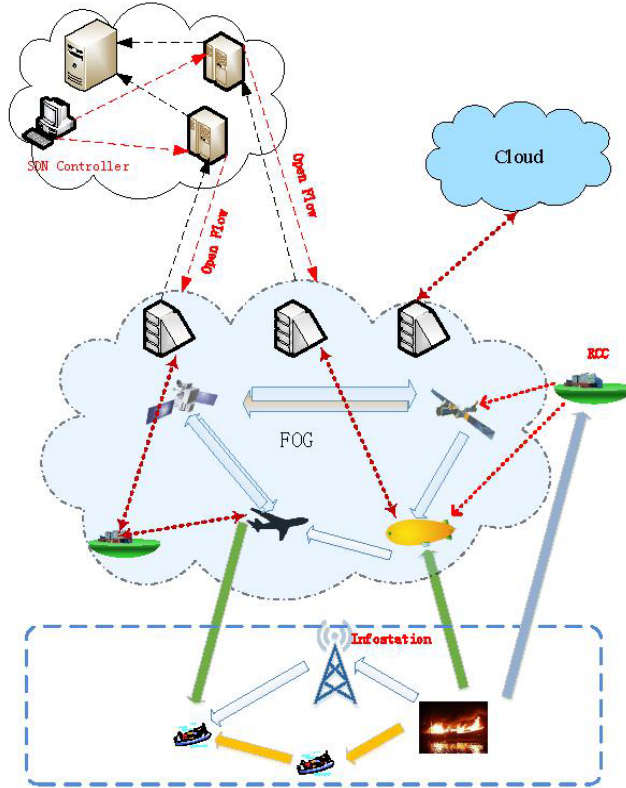 SDN Controller
Open Flow
Open Flow
Cloud
RCC
FOG
Infostation